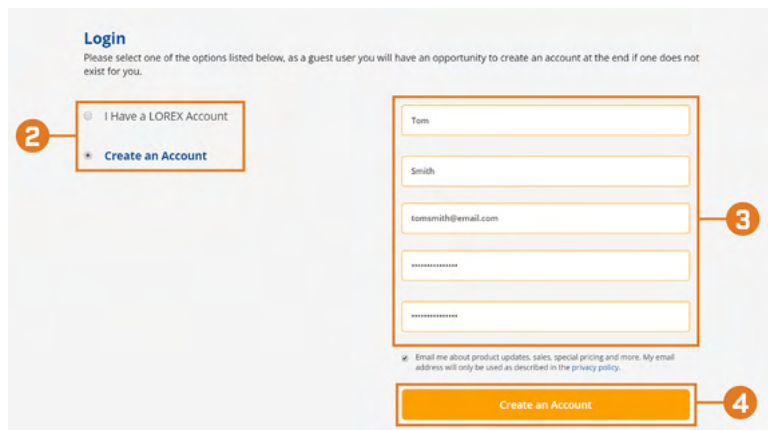 Login
Please select one of the options listed below, as a guest user you will have an opportunity to create an account at the end if one does not
exist for you.
2
I Have a LOREX Account
Create an Account
Tom
Smith
tomsmith@email.com
3
•••••••••••••••
•••••••••••••••
Email me about product updates, sales, special pricing and more. My email
address will only be used as described in the privacy policy.
Create an Account
4